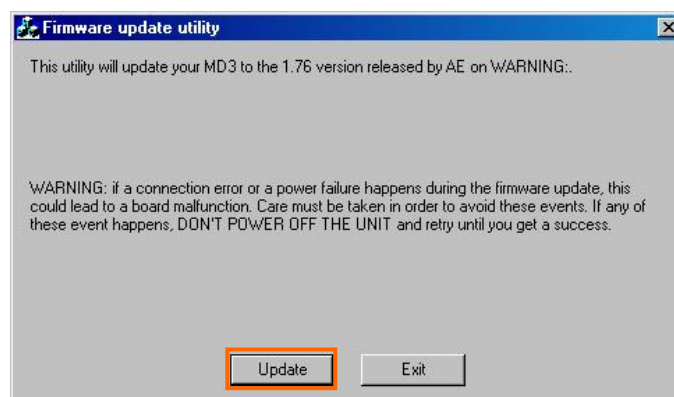 Firmware update utility
This utility will update your MD3 to the 1.76 version released by AE on WARNING:.
WARNING: if a connection error or a power failure happens during the firmware update, this
could lead to a board malfunction. Care must be taken in order to avoid these events. If any of
these event happens, DON'T POWER OFF THE UNIT and retry until you get a success.
Update
Exit